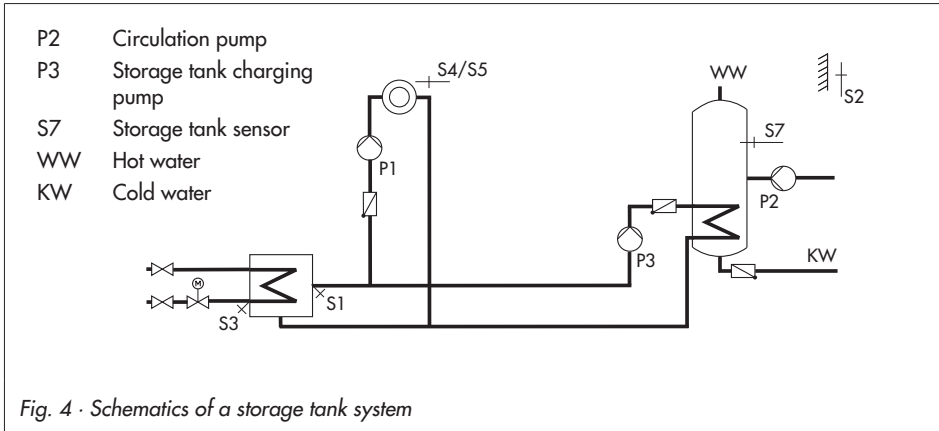 P2 Circulation pump
P3 Storage tank charging
pump
S7 Storage tank sensor
WW Hot water
KW Cold water
S4/S5
WW
S2
S7
P1
P2
P3
KW
S1
M
S3
Fig. 4 · Schematics of a storage tank system